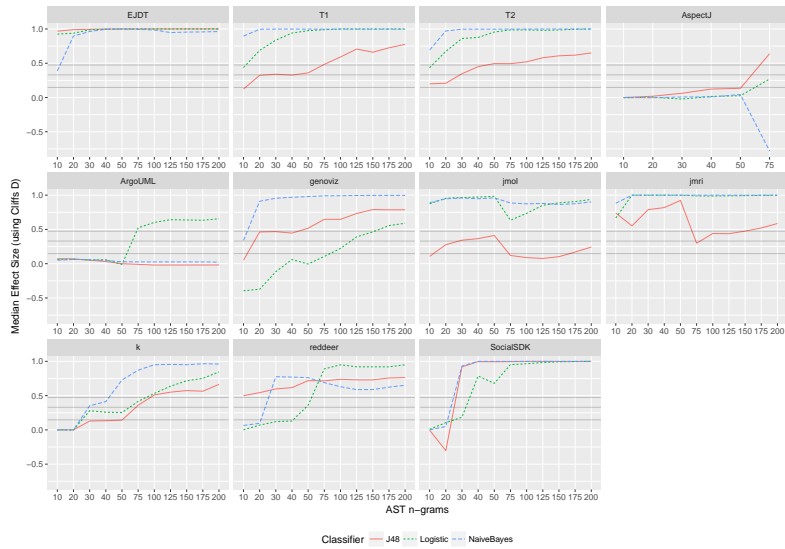 EJDT T1 T2 AspectJ
1.0
0.5
0.0
-0.5
10 20 30 40 50 75 100 125 150 175 200
10 20 30 40 50 75 100 125 150 175 200
10 20 30 40 50 75 100 125 150 175 200
10 20 30 40 50 75
ArgoUML genoviz jmol jmri
1.0
0.5
0.0
-0.5
10 20 30 40 50 75 100 125 150 175 200
10 20 30 40 50 75 100 125 150 175 200
10 20 30 40 50 75 100 125 150 175 200
10 20 30 40 50 75 100 125 150 175 200
k reddeer SocialSDK
1.0
0.5
0.0
-0.5
10 20 30 40 50 75 100 125 150 175 200
10 20 30 40 50 75 100 125 150 175 200
10 20 30 40 50 75 100 125 150 175 200
Median Effect Size (using Cliffs D)
AST n-grams
Classifier J48 Logistic NaiveBayes